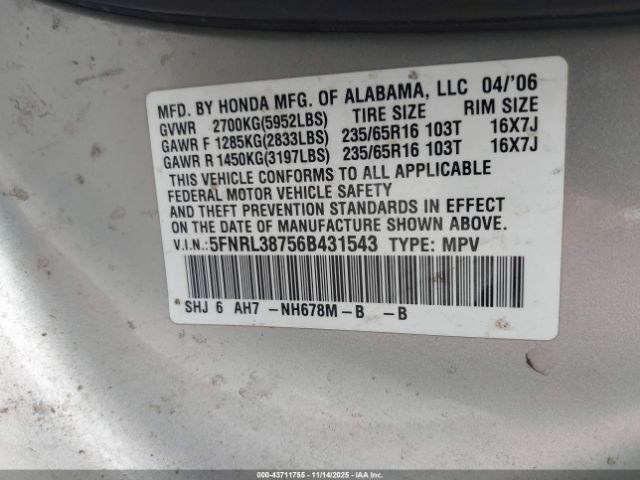 MFD. BY HONDA MFG. OF ALABAMA, LLC 04/'06
GVWR 2700KG(5952LBS) TIRE SIZE RIM SIZE
GAWR F 1285KG(2833LBS) 235/65R16 103T 16X7J
GAWR R 1450KG(3197LBS) 235/65R16 103T 16X7J
THIS VEHICLE CONFORMS TO ALL APPLICABLE
FEDERAL MOTOR VEHICLE SAFETY
AND THEFT PREVENTION STANDARDS IN EFFECT
ON THE DATE OF MANUFACTURE SHOWN ABOVE.
V.I.N.:5FNRL38756B431543 TYPE: MPV
SHJ 6 AH7 -NH678M-B -B
000-43711755 - 11/14/2025 - IAAI.COM